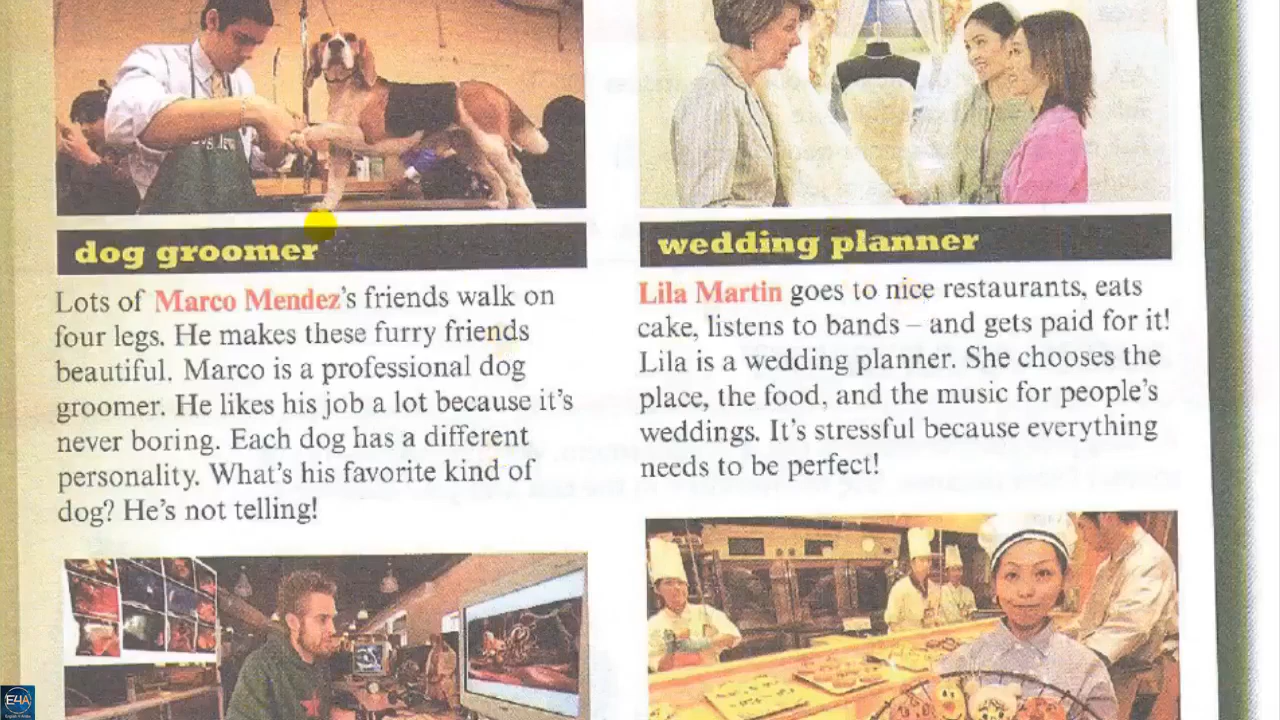 dog groomer
Lots of Marco Mendez's friends walk on
four legs. He makes these furry friends
beautiful. Marco is a professional dog
groomer. He likes his job a lot because it's
never boring. Each dog has a different
personality. What's his favorite kind of
dog? He's not telling!
wedding planner
Lila Martin goes to nice restaurants, eats
cake, listens to bands – and gets paid for it!
Lila is a wedding planner. She chooses the
place, the food, and the music for people's
weddings. It's stressful because everything
needs to be perfect!
E4A